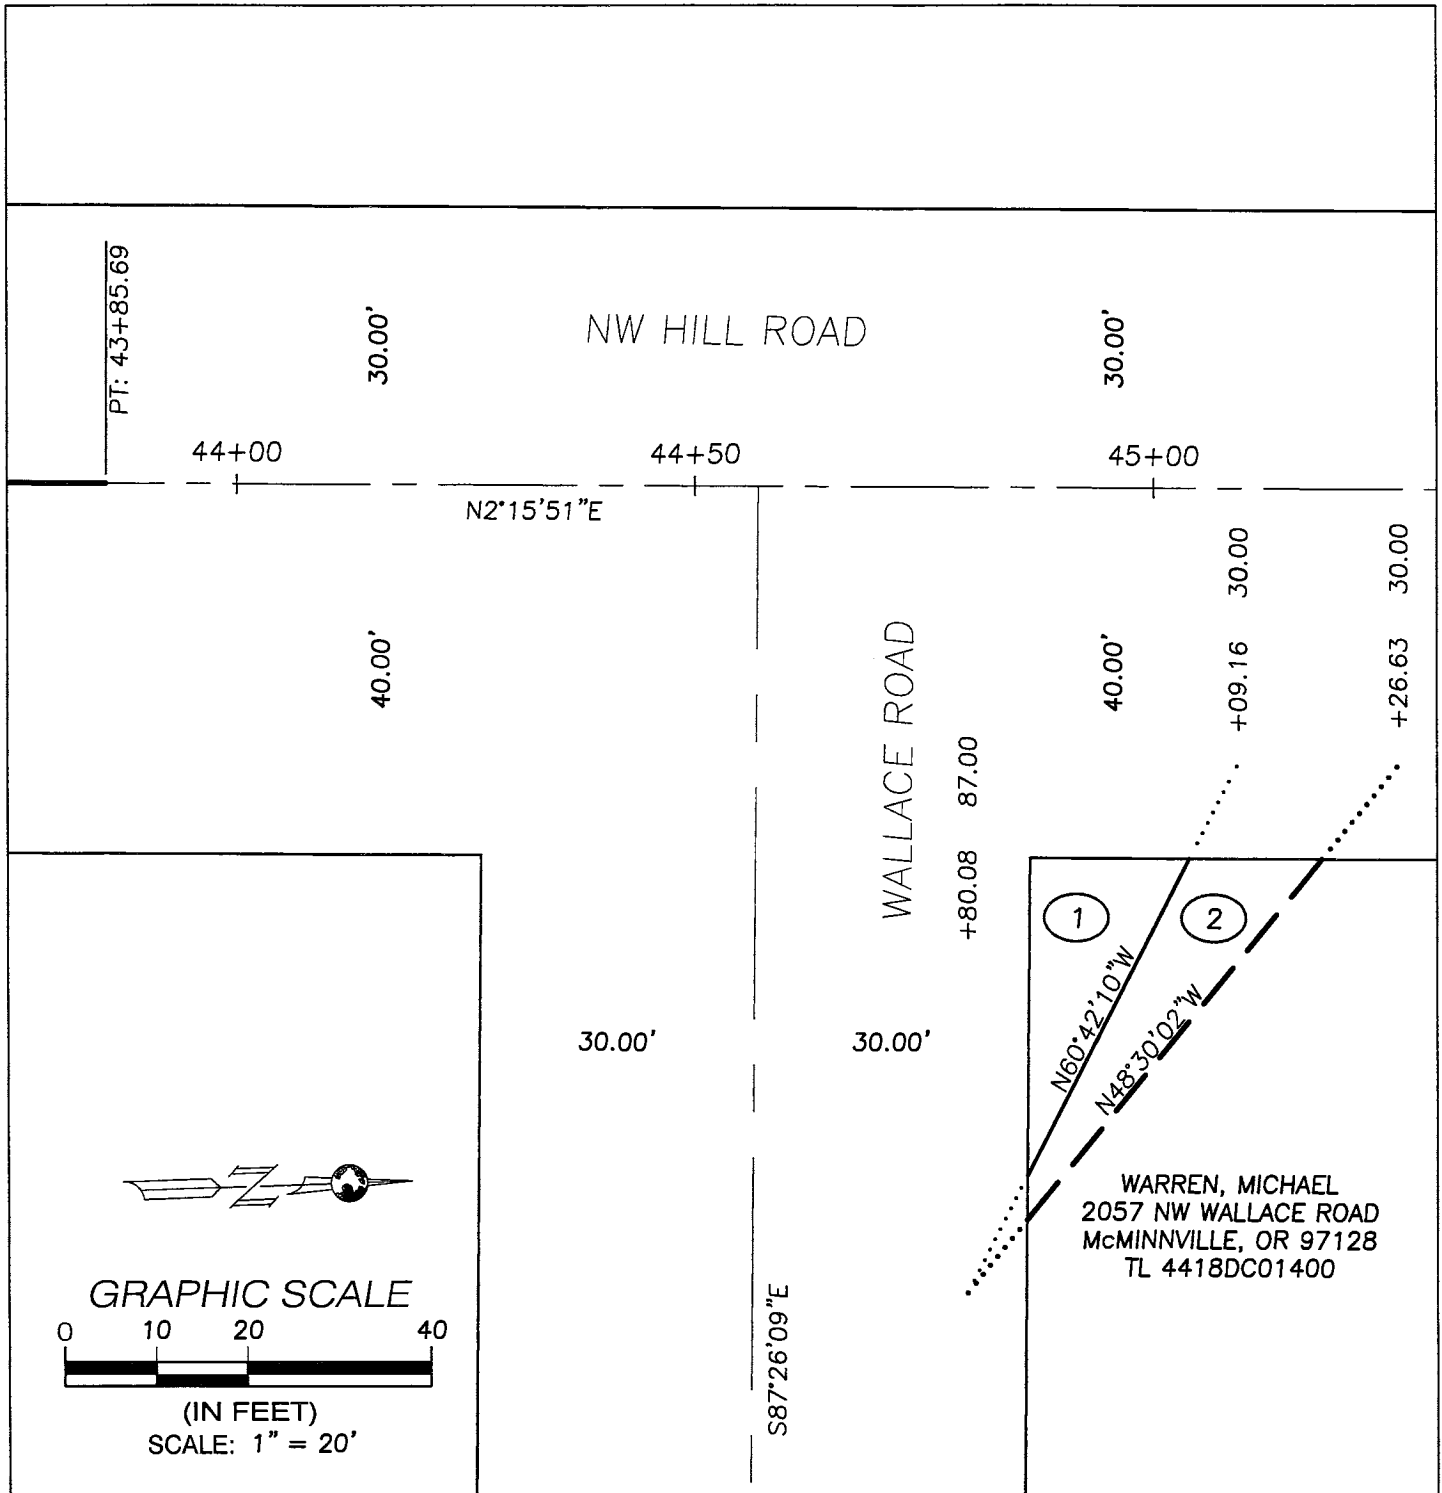 PT: 43+85.69
30.00'
NW HILL ROAD
30.00'
44+00
44+50
45+00
N2°15'51"E
40.00'
WALLACE ROAD
40.00'
+09.16 30.00
+26.63 30.00
+80.08 87.00
1
2
30.00'
30.00'
N60°42'10"W
N48°30'02"W
N
WARREN, MICHAEL
2057 NW WALLACE ROAD
McMINNVILLE, OR 97128
TL 4418DC01400
S87°26'09"E
GRAPHIC SCALE
0 10 20 40
(IN FEET)
SCALE: 1" = 20'